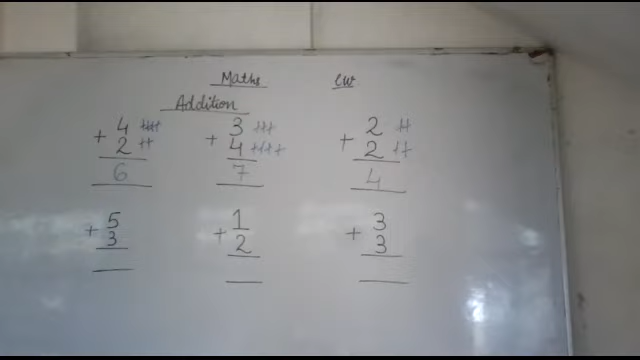 Maths CW
Addition
4 3 2
+ 2 + 4 + 2
6 7 4
5 1 3
+ 3 + 2 + 3